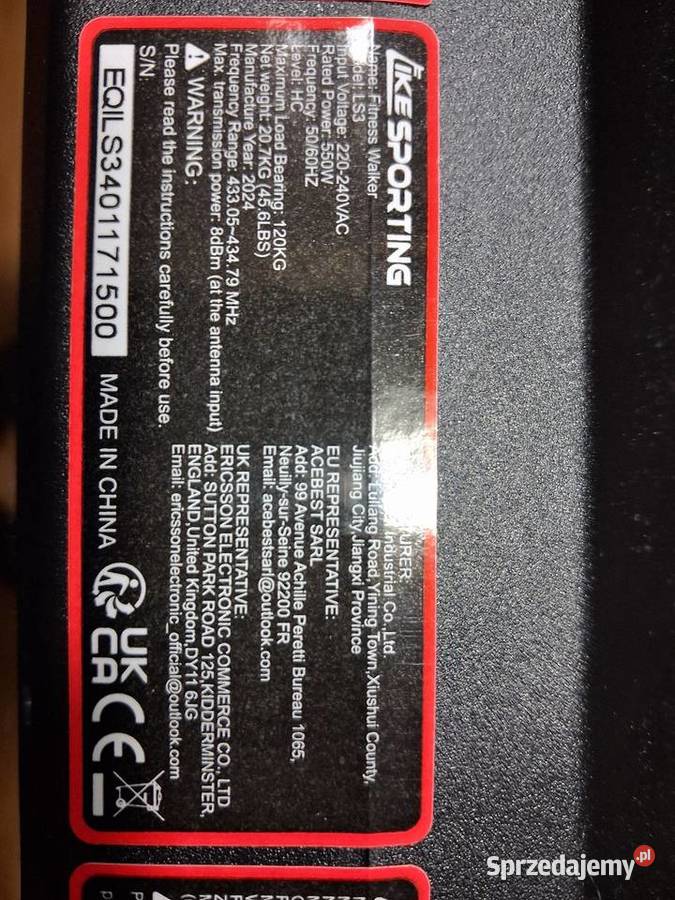 LIKESPORTING
Name: Fitness Walker
LS3
Input Voltage: 220-240VAC
Rated Power: 550W
Frequency: 50/60HZ
Level: HC
Maximum Load Bearing: 120KG
Net weight: 20.7KG (45.6LBS)
Manufacture Year: 2024
Frequency Range: 433.05~434.79 MHz
Max. transmission power: 8dBm (at the antenna input)
WARNING:
Please read the instructions carefully before use.
S/N
EQILS3401171500
MADE IN CHINA
Industrial Co.,Ltd.
Road,Yining Town,Xiushui County,
Jiujiang City,Jiangxi Province
EU REPRESENTATIVE:
ACEBEST SARL
Add: 99 Avenue Achille Peretti Bureau 1065,
Neuilly-sur-Seine 92200 FR
Email: acebestsarl@outlook.com
UK REPRESENTATIVE:
ERICSSON ELECTRONIC COMMERCE CO., LTD
Add: SUTTON PARK ROAD 125,KIDDERMINSTER,
ENGLAND,United Kingdom,DY11 6JG
Email: ericssonelectronic_official@outlook.com
UK
CA
CE
Sprzedajemy.pl